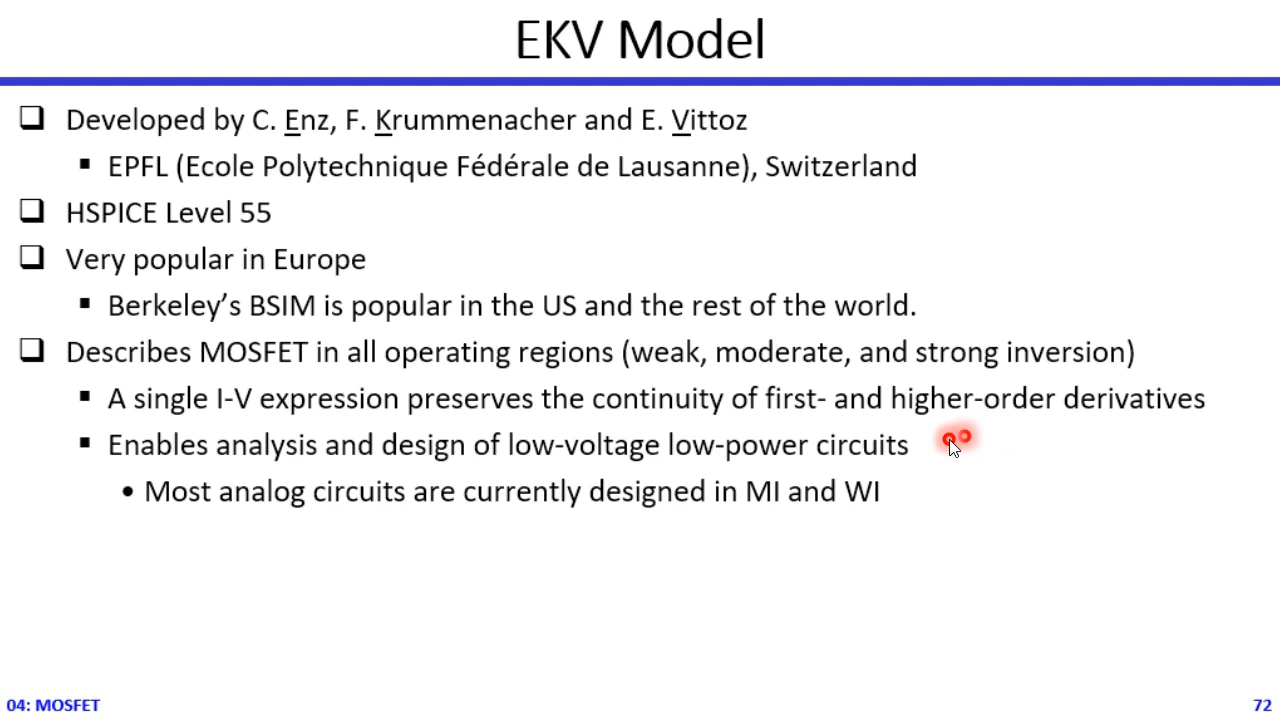 EKV Model
❑ Developed by C. Enz, F. Krummenacher and E. Vittoz
▪ EPFL (Ecole Polytechnique Fédérale de Lausanne), Switzerland
❑ HSPICE Level 55
❑ Very popular in Europe
▪ Berkeley’s BSIM is popular in the US and the rest of the world.
❑ Describes MOSFET in all operating regions (weak, moderate, and strong inversion)
▪ A single I-V expression preserves the continuity of first- and higher-order derivatives
▪ Enables analysis and design of low-voltage low-power circuits
• Most analog circuits are currently designed in MI and WI
04: MOSFET
72